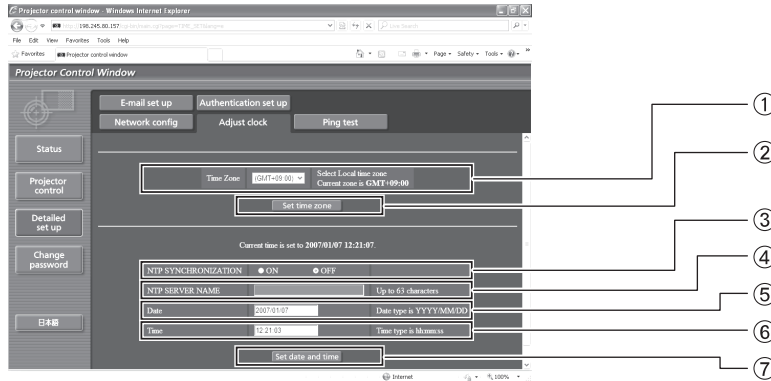 Projector control window - Windows Internet Explorer
Live Search
File Edit View Favorites Tools Help
Favorites Projector control window Page Safety Tools
Projector Control Window
E-mail set up Authentication set up
Network config Adjust clock Ping test
Status
Projector control
Detailed set up
Change password
日本語
Time Zone (GMT+09:00) Select Local time zone
Current zone is GMT+09:00
Set time zone
Current time is set to 2007/01/07 12:21:07.
NTP SYNCHRONIZATION ON OFF
NTP SERVER NAME Up to 63 characters
Date 2007/01/07 Date type is YYYY/MM/DD
Time 12:21:03 Time type is hh:mm:ss
Set date and time
Internet 100%
①
②
③
④
⑤
⑥
⑦